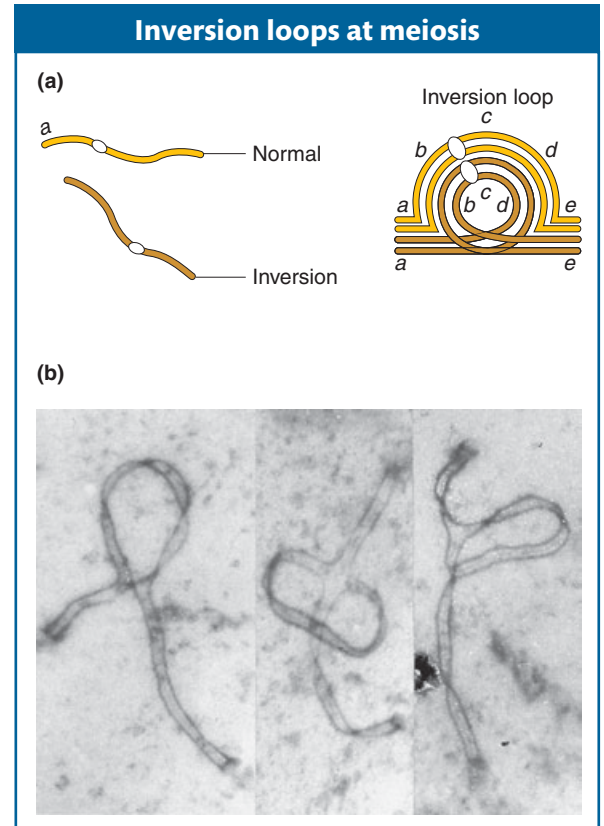 Inversion loops at meiosis
(a)
a
Normal
Inversion
Inversion loop
c
b d
a e
c
b d
a e
(b)